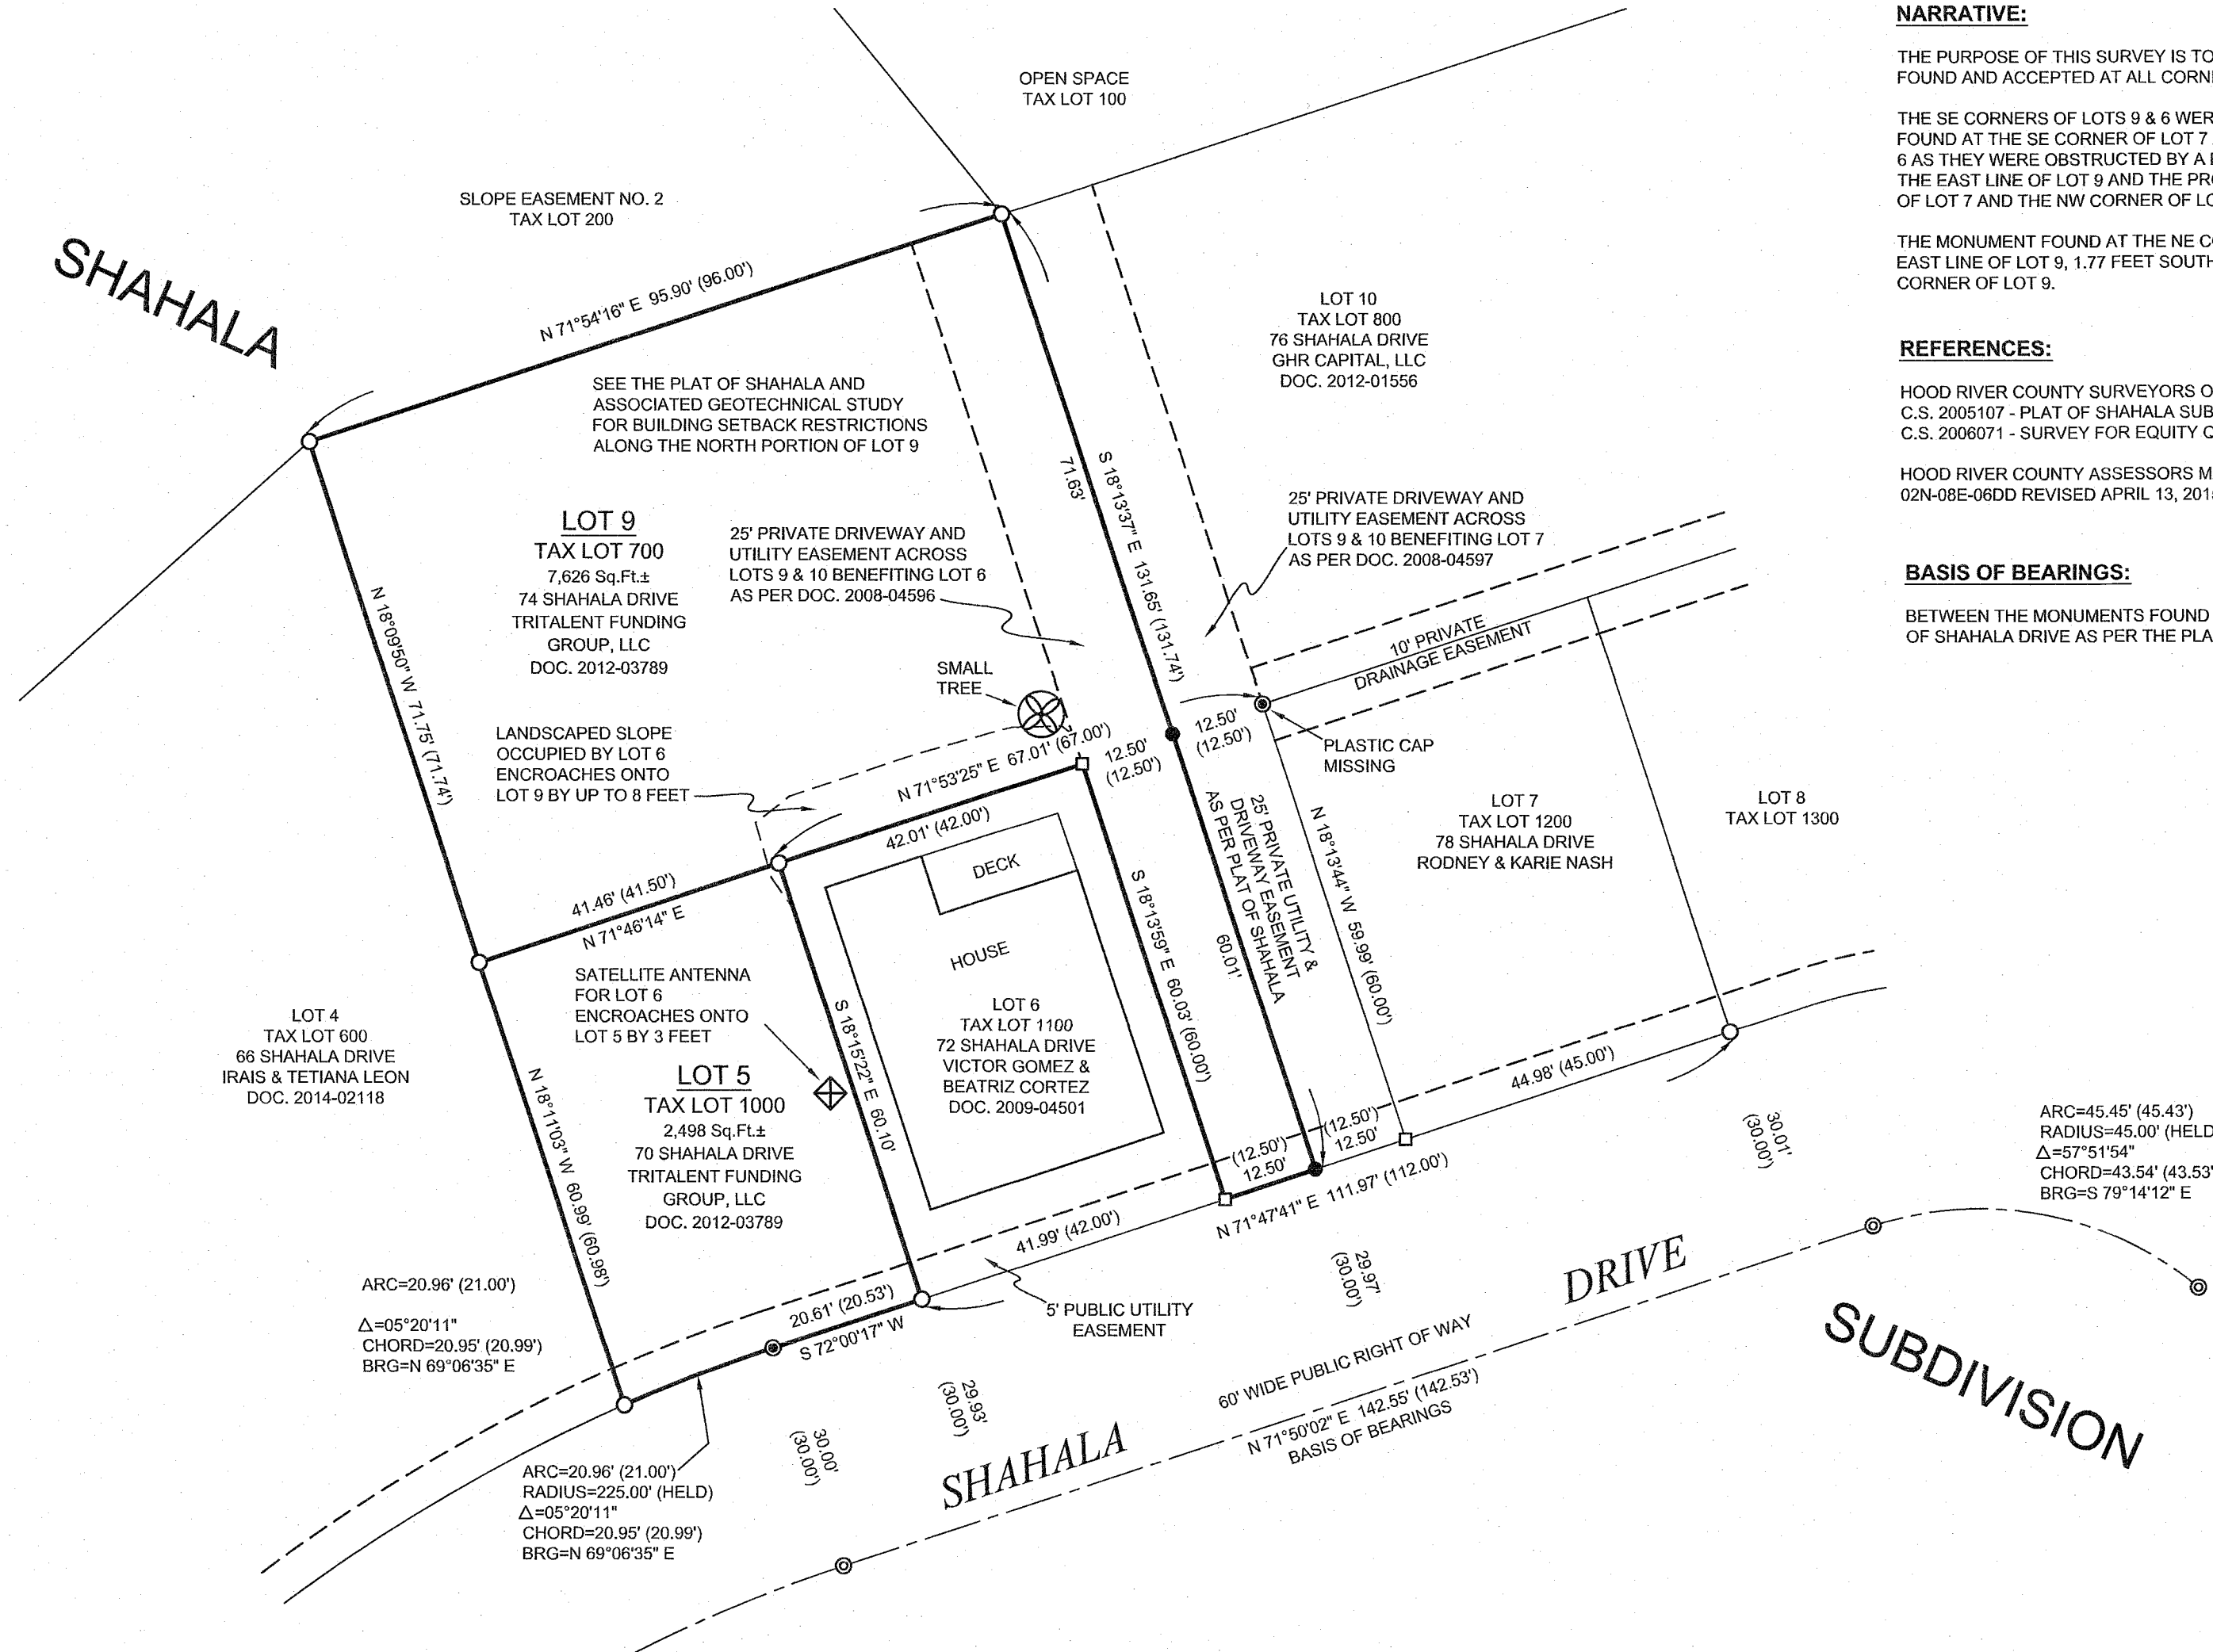 NARRATIVE:
THE PURPOSE OF THIS SURVEY IS TO
FOUND AND ACCEPTED AT ALL
THE SE CORNERS OF LOTS 9 & 6
FOUND AT THE SE CORNER OF LOT 7
6 AS THEY WERE OBSTRUCTED BY A
THE EAST LINE OF LOT 9 AND THE
OF LOT 7 AND THE NW CORNER OF
THE MONUMENT FOUND AT THE NE
EAST LINE OF LOT 9, 1.77 FEET
CORNER OF LOT 9.
REFERENCES:
HOOD RIVER COUNTY SURVEYORS
C.S. 2005107 - PLAT OF SHAHALA
C.S. 2006071 - SURVEY FOR EQUITY
HOOD RIVER COUNTY ASSESSORS
02N-08E-06DD REVISED APRIL 13,
BASIS OF BEARINGS:
BETWEEN THE MONUMENTS FOUND
OF SHAHALA DRIVE AS PER THE
OPEN SPACE
TAX LOT 100
SLOPE EASEMENT NO. 2
TAX LOT 200
SHAHALA
N 71°54'16" E 95.90' (96.00')
SEE THE PLAT OF SHAHALA AND
ASSOCIATED GEOTECHNICAL STUDY
FOR BUILDING SETBACK RESTRICTIONS
ALONG THE NORTH PORTION OF LOT 9
LOT 10
TAX LOT 800
76 SHAHALA DRIVE
GHR CAPITAL, LLC
DOC. 2012-01556
71.63'
S 18°13'37" E 131.65' (131.74')
LOT 9
TAX LOT 700
7,626 Sq.Ft.±
74 SHAHALA DRIVE
TRITALENT FUNDING
GROUP, LLC
DOC. 2012-03789
25' PRIVATE DRIVEWAY AND
UTILITY EASEMENT ACROSS
LOTS 9 & 10 BENEFITING LOT 6
AS PER DOC. 2008-04596
25' PRIVATE DRIVEWAY AND
UTILITY EASEMENT ACROSS
LOTS 9 & 10 BENEFITING LOT 7
AS PER DOC. 2008-04597
N 18°09'50" W 71.75' (71.74')
10' PRIVATE
DRAINAGE EASEMENT
SMALL
TREE
LANDSCAPED SLOPE
OCCUPIED BY LOT 6
ENCROACHES ONTO
LOT 9 BY UP TO 8 FEET
N 71°53'25" E 67.01' (67.00')
12.50'
(12.50')
12.50'
(12.50')
PLASTIC CAP
MISSING
42.01' (42.00')
LOT 7
TAX LOT 1200
78 SHAHALA DRIVE
RODNEY & KARIE NASH
LOT 8
TAX LOT 1300
DECK
HOUSE
41.46' (41.50')
N 71°46'14" E
25' PRIVATE UTILITY &
DRIVEWAY EASEMENT
AS PER PLAT OF SHAHALA
60.01'
N 18°13'44" W 59.99' (60.00')
S 18°13'59" E 60.03' (60.00')
SATELLITE ANTENNA
FOR LOT 6
ENCROACHES ONTO
LOT 5 BY 3 FEET
S 18°15'22" E 60.10'
LOT 6
TAX LOT 1100
72 SHAHALA DRIVE
VICTOR GOMEZ &
BEATRIZ CORTEZ
DOC. 2009-04501
LOT 4
TAX LOT 600
66 SHAHALA DRIVE
IRAIS & TETIANA LEON
DOC. 2014-02118
LOT 5
TAX LOT 1000
2,498 Sq.Ft.±
70 SHAHALA DRIVE
TRITALENT FUNDING
GROUP, LLC
DOC. 2012-03789
N 18°11'03" W 60.99' (60.98')
44.98' (45.00')
(12.50')
12.50'
(12.50')
12.50'
N 71°47'41" E 111.97' (112.00')
30.01'
(30.00')
ARC=45.45' (45.43')
RADIUS=45.00' (HELD
Δ=57°51'54"
CHORD=43.54' (43.53'
BRG=S 79°14'12" E
41.99' (42.00')
29.97'
(30.00')
20.61' (20.53')
S 72°00'17" W
5' PUBLIC UTILITY
EASEMENT
ARC=20.96' (21.00')
Δ=05°20'11"
CHORD=20.95' (20.99')
BRG=N 69°06'35" E
29.93'
(30.00')
30.00'
(30.00')
ARC=20.96' (21.00')
RADIUS=225.00' (HELD)
Δ=05°20'11"
CHORD=20.95' (20.99')
BRG=N 69°06'35" E
SHAHALA DRIVE
60' WIDE PUBLIC RIGHT OF WAY
N 71°50'02" E 142.55' (142.53')
BASIS OF BEARINGS
SUBDIVISION